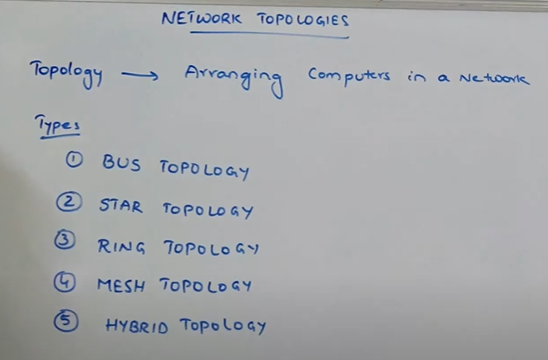 NETWORK TOPOLOGIES
Topology → Arranging Computers in a Network
Types
① BUS TOPOLOGY
② STAR TOPOLOGY
③ RING TOPOLOGY
④ MESH TOPOLOGY
⑤ HYBRID TOPOLOGY